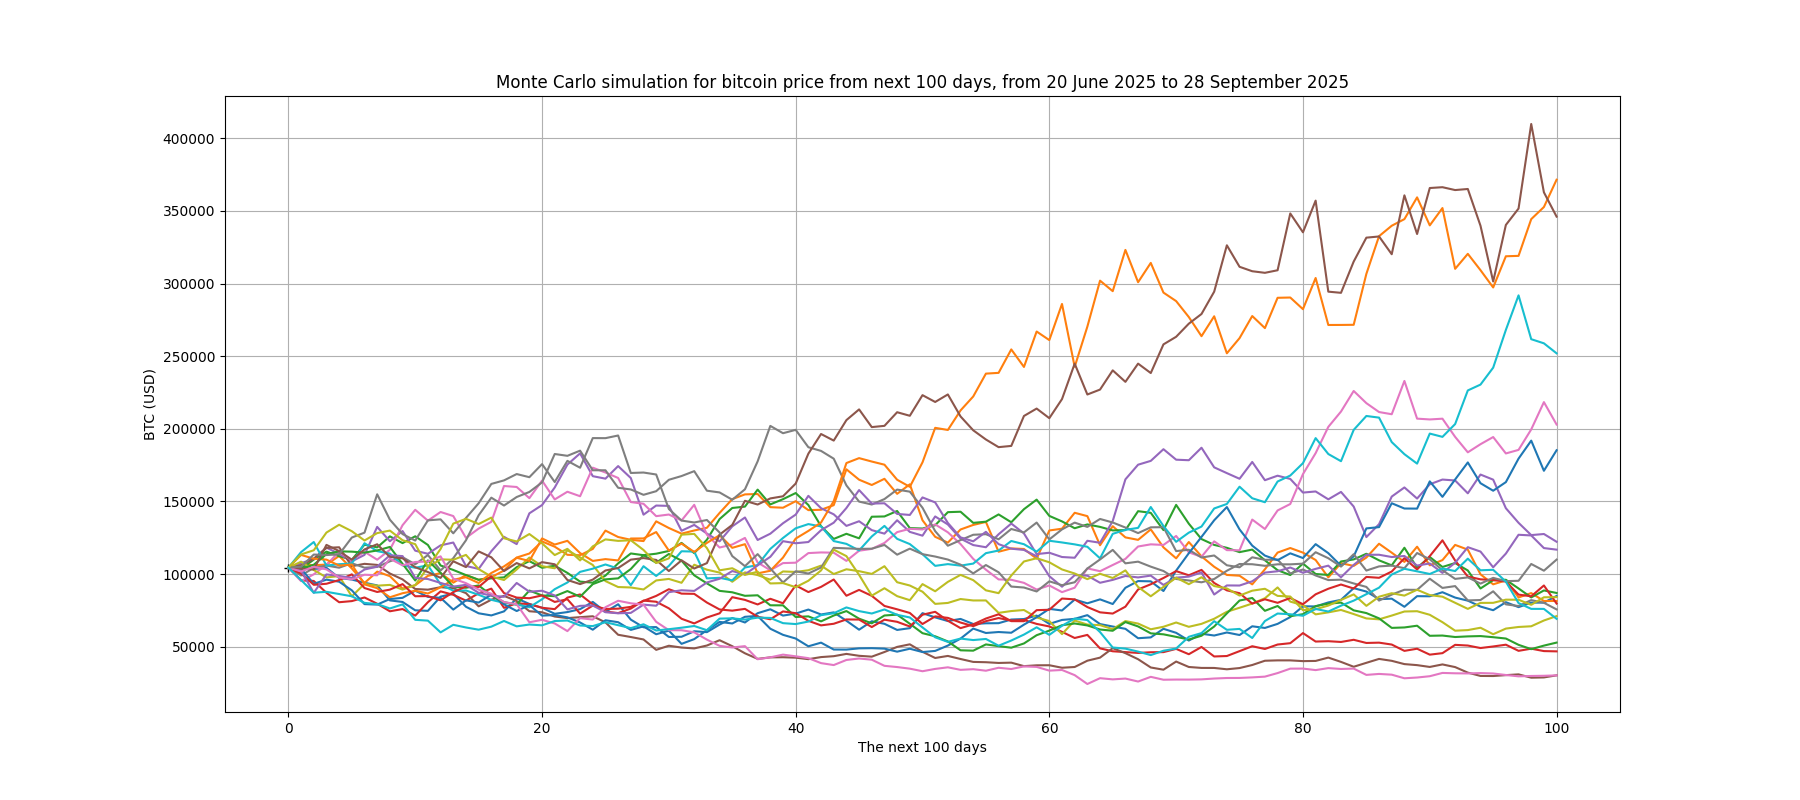 Monte Carlo simulation for bitcoin price from next 100 days, from 20 June 2025 to 28 September 2025
400000
350000
300000
250000
200000
150000
100000
50000
BTC (USD)
0 20 40 60 80 100
The next 100 days